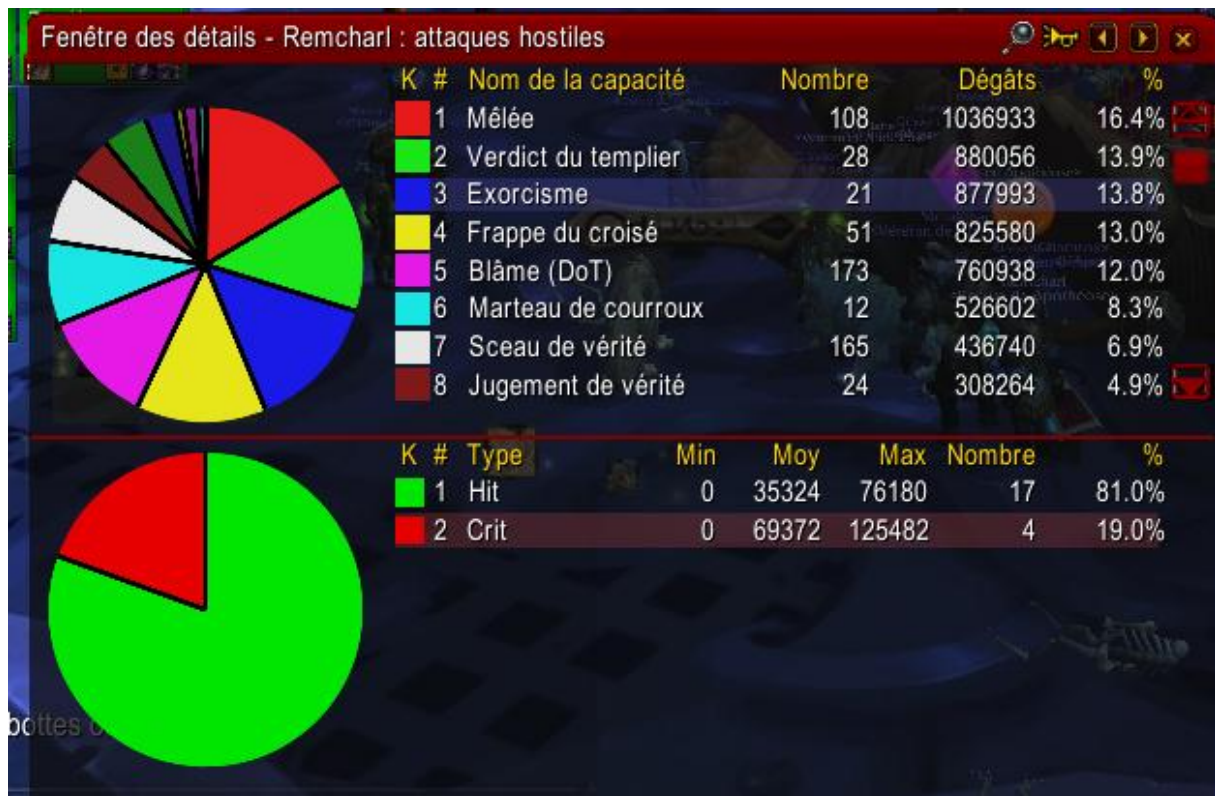 Fenêtre des détails - Remcharl : attaques hostiles
K # Nom de la capacité Nombre Dégâts %
1 Mêlée 108 1036933 16.4%
2 Verdict du templier 28 880056 13.9%
3 Exorcisme 21 877993 13.8%
4 Frappe du croisé 51 825580 13.0%
5 Blâme (DoT) 173 760938 12.0%
6 Marteau de courroux 12 526602 8.3%
7 Sceau de vérité 165 436740 6.9%
8 Jugement de vérité 24 308264 4.9%
K # Type Min Moy Max Nombre %
1 Hit 0 35324 76180 17 81.0%
2 Crit 0 69372 125482 4 19.0%
bottes